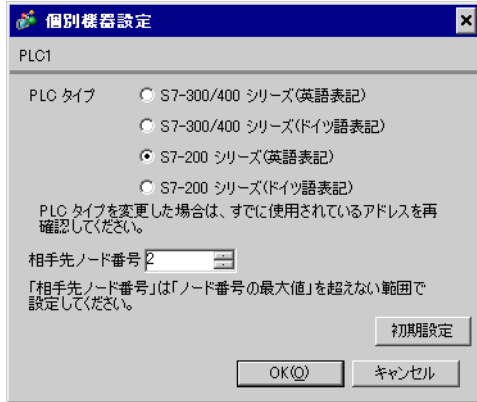 個別機器設定
PLC1
PLC タイプ
S7-300/400 シリーズ(英語表記)
S7-300/400 シリーズ(ドイツ語表記)
S7-200 シリーズ(英語表記)
S7-200 シリーズ(ドイツ語表記)
PLC タイプを変更した場合は、すでに使用されているアドレスを再
確認してください。
相手先ノード番号 2
「相手先ノード番号」は「ノード番号の最大値」を超えない範囲で
設定してください。
初期設定
OK(O) キャンセル